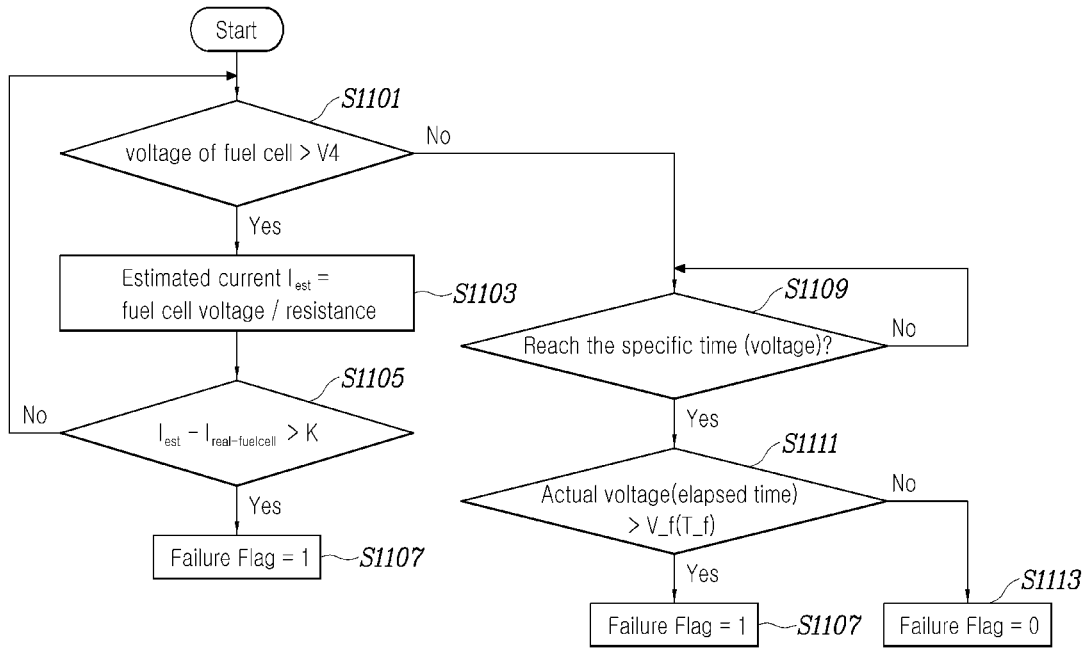 Start
S1101
voltage of fuel cell > V4
No
Yes
Estimated current I_est =
fuel cell voltage / resistance
S1103
S1109
Reach the specific time (voltage)?
No
S1105
No
I_est − I_real-fuelcell > K
Yes
Yes
S1111
Actual voltage(elapsed time)
> V_f(T_f)
No
Failure Flag = 1
S1107
Yes
S1113
Failure Flag = 1
S1107
Failure Flag = 0